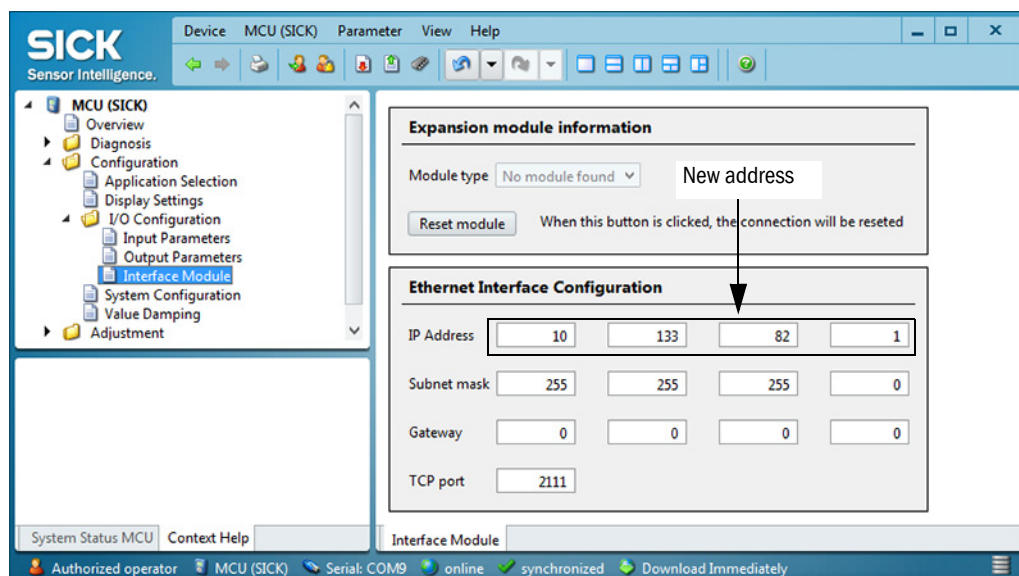 SICK
Sensor Intelligence.
Device MCU (SICK) Parameter View Help
MCU (SICK)
Overview
Diagnosis
Configuration
Application Selection
Display Settings
I/O Configuration
Input Parameters
Output Parameters
Interface Module
System Configuration
Value Damping
Adjustment
System Status MCU Context Help
Expansion module information
Module type No module found
New address
Reset module When this button is clicked, the connection will be reseted
Ethernet Interface Configuration
IP Address 10 133 82 1
Subnet mask 255 255 255 0
Gateway 0 0 0 0
TCP port 2111
Interface Module
Authorized operator MCU (SICK) Serial: COM9 online synchronized Download Immediately